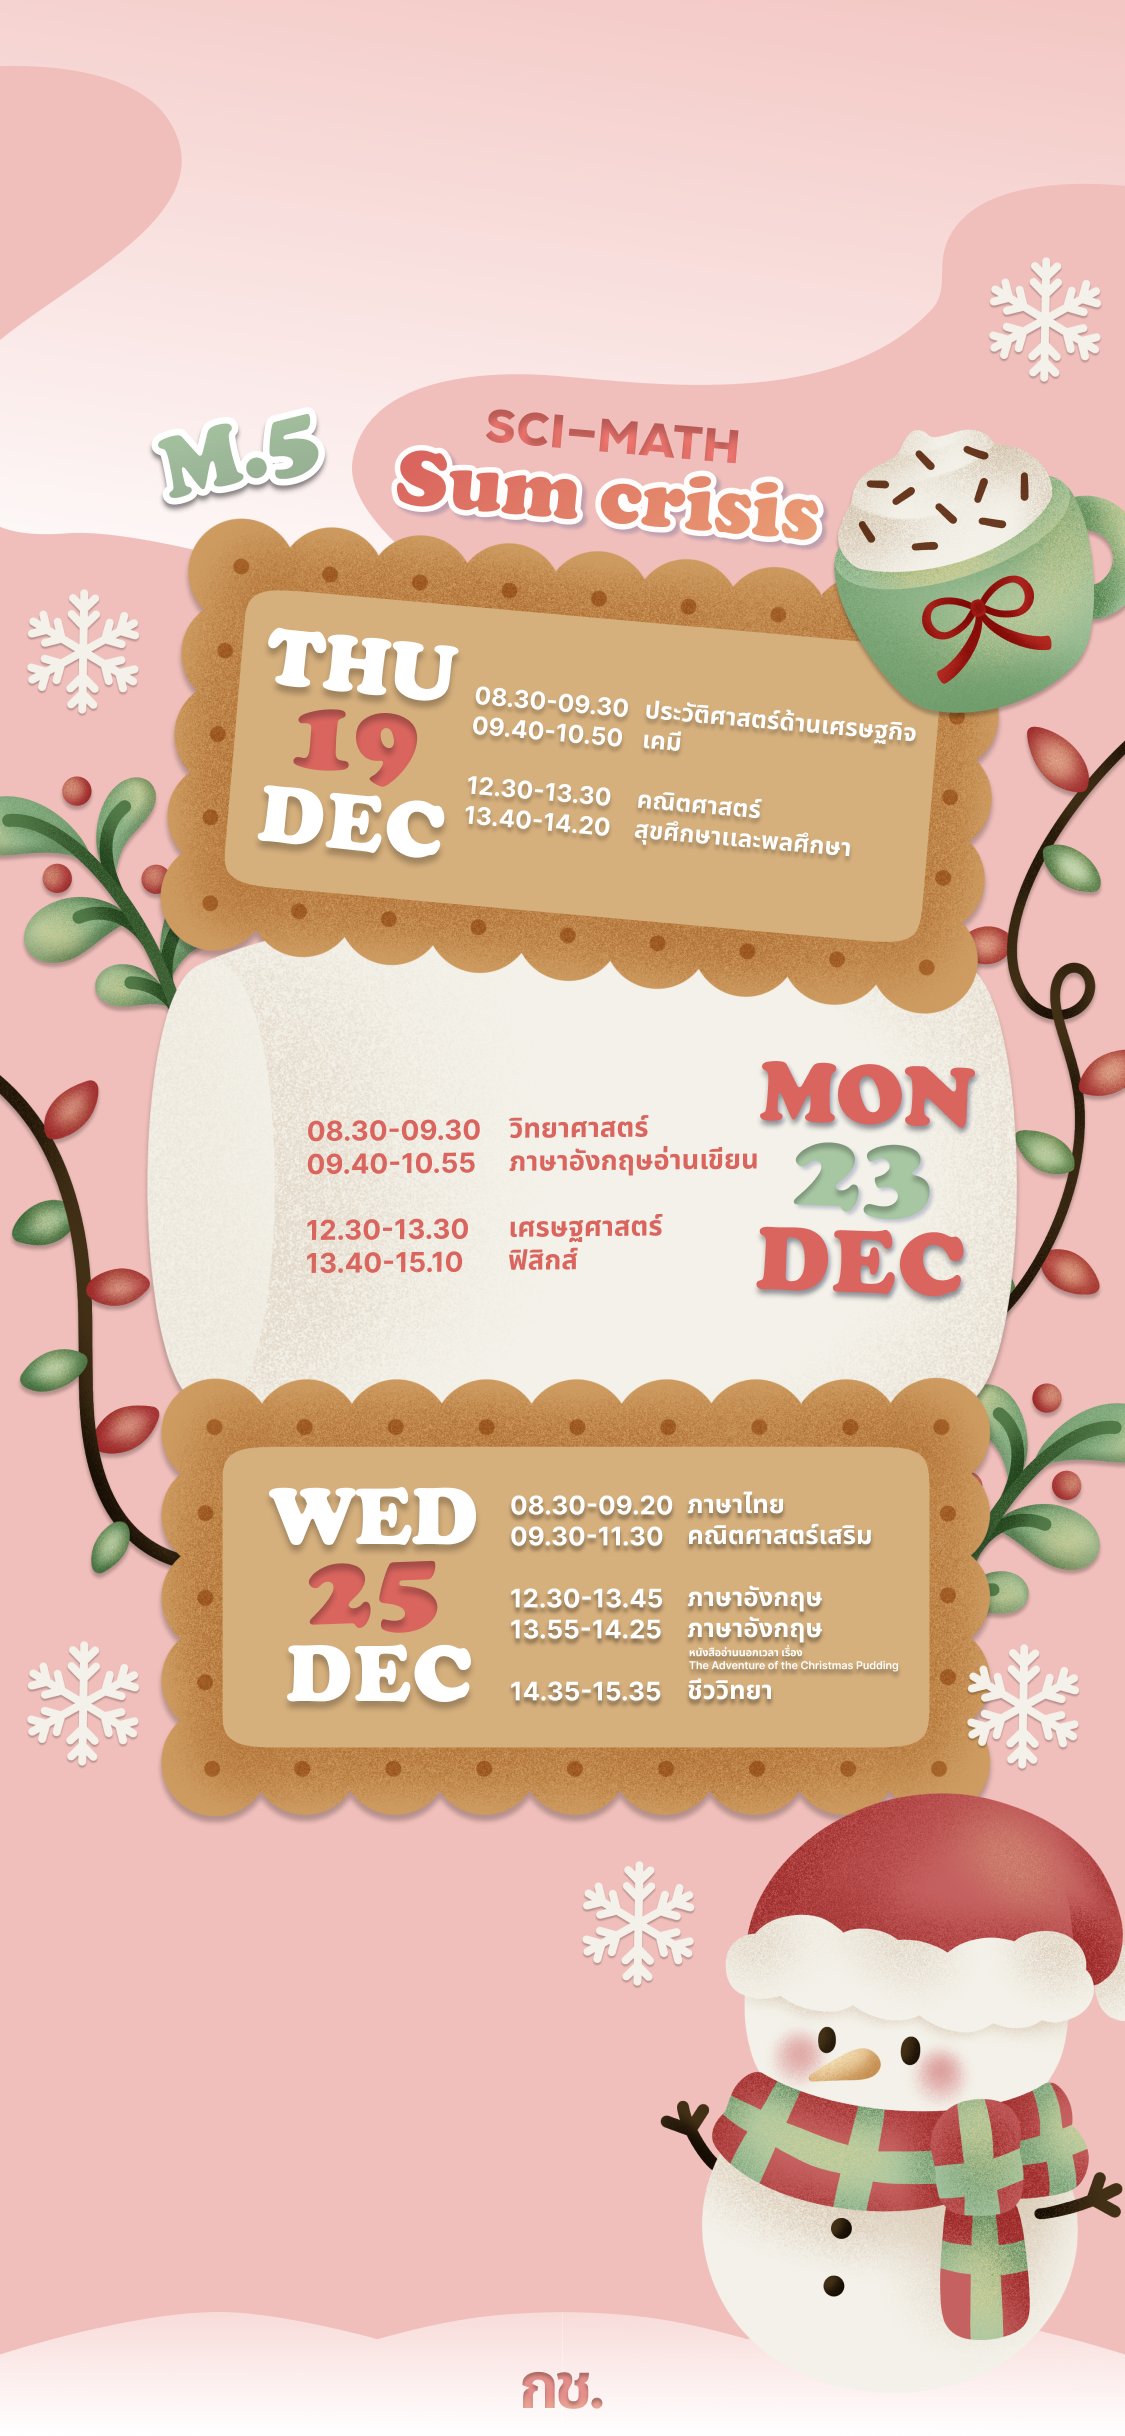 M.5
SCI-MATH
Sum crisis
THU
19
DEC
08.30-09.30 ประวัติศาสตร์ด้านเศรษฐกิจ
09.40-10.50 เคมี
12.30-13.30 คณิตศาสตร์
13.40-14.20 สุขศึกษาและพลศึกษา
MON
23
DEC
08.30-09.30 วิทยาศาสตร์
09.40-10.55 ภาษาอังกฤษอ่านเขียน
12.30-13.30 เศรษฐศาสตร์
13.40-15.10 ฟิสิกส์
WED
25
DEC
08.30-09.20 ภาษาไทย
09.30-11.30 คณิตศาสตร์เสริม
12.30-13.45 ภาษาอังกฤษ
13.55-14.25 ภาษาอังกฤษ
หนังสืออ่านนอกเวลา เรื่อง
The Adventure of the Christmas Pudding
14.35-15.35 ชีววิทยา
กช.